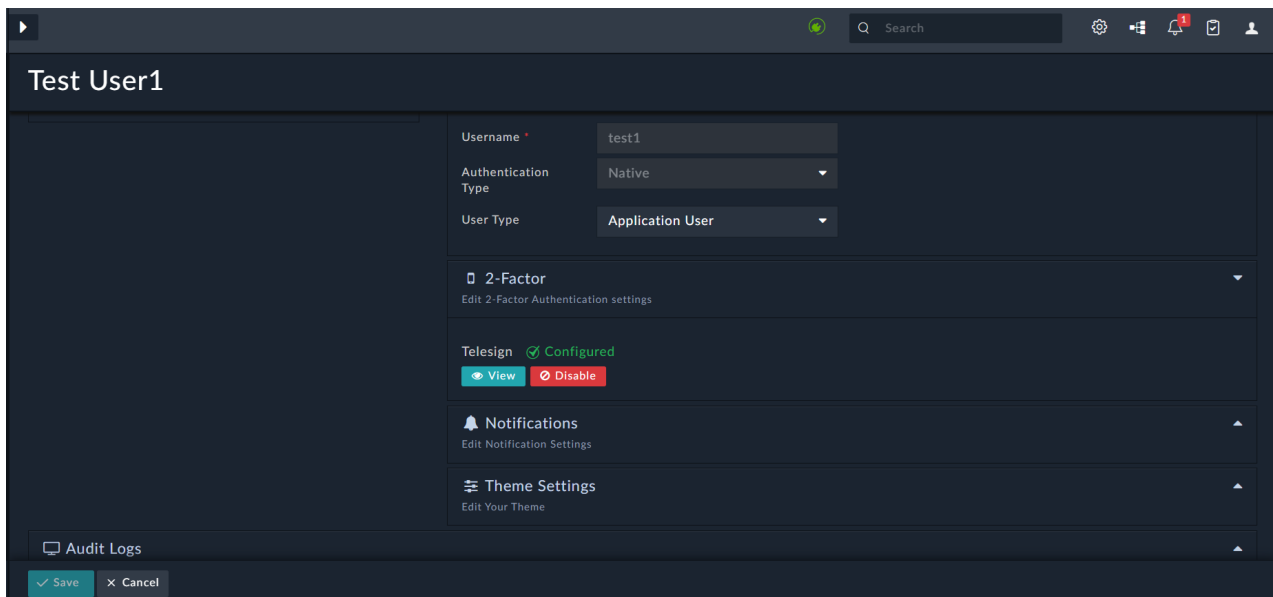 Search
1
Test User1
Username *
test1
Authentication
Type
Native
User Type
Application User
2-Factor
Edit 2-Factor Authentication settings
Telesign Configured
View Disable
Notifications
Edit Notification Settings
Theme Settings
Edit Your Theme
Audit Logs
Save Cancel